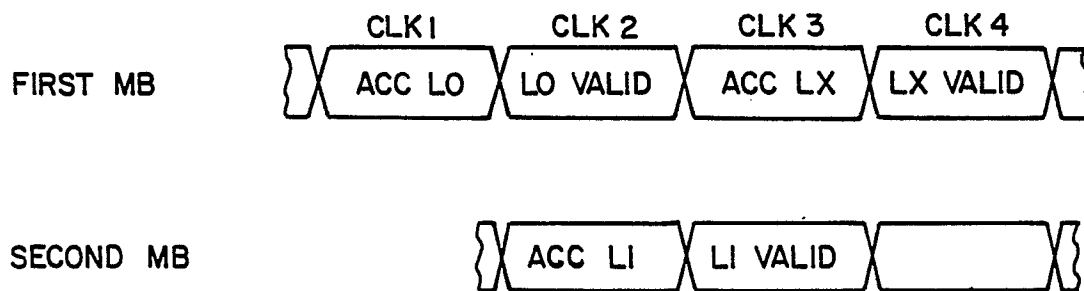 CLK1 CLK 2 CLK 3 CLK 4
FIRST MB ACC LO LO VALID ACC LX LX VALID
SECOND MB ACC LI LI VALID